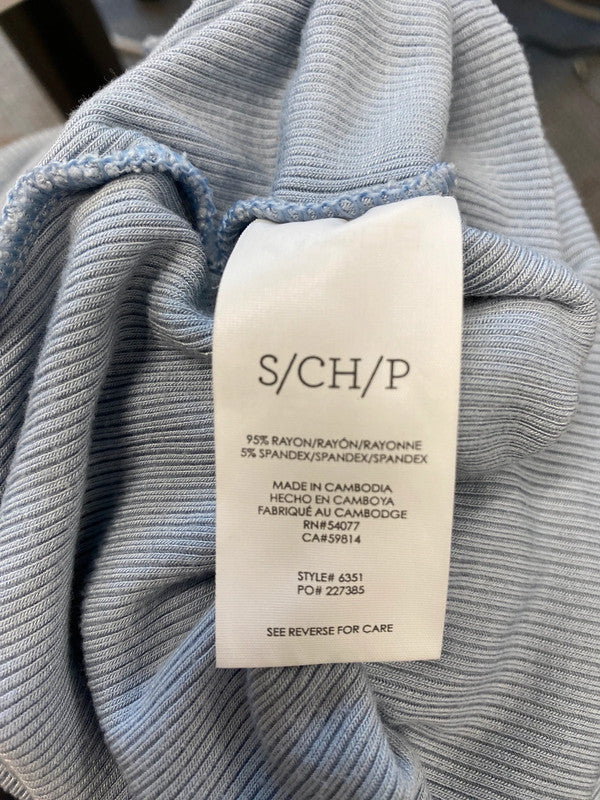 S/CH/P
95% RAYON/RAYÓN/RAYONNE
5% SPANDEX/SPANDEX/SPANDEX
MADE IN CAMBODIA
HECHO EN CAMBOYA
FABRIQUÉ AU CAMBODGE
RN#54077
CA#59814
STYLE# 6351
PO# 227385
SEE REVERSE FOR CARE